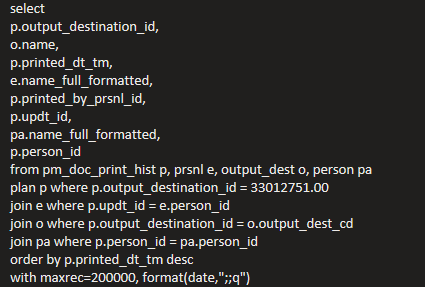 select
p.output_destination_id,
o.name,
p.printed_dt_tm,
e.name_full_formatted,
p.printed_by_prsnl_id,
p.updt_id,
pa.name_full_formatted,
p.person_id
from pm_doc_print_hist p, prsnl e, output_dest o, person pa
plan p where p.output_destination_id = 33012751.00
join e where p.updt_id = e.person_id
join o where p.output_destination_id = o.output_dest_cd
join pa where p.person_id = pa.person_id
order by p.printed_dt_tm desc
with maxrec=200000, format(date,";;q")